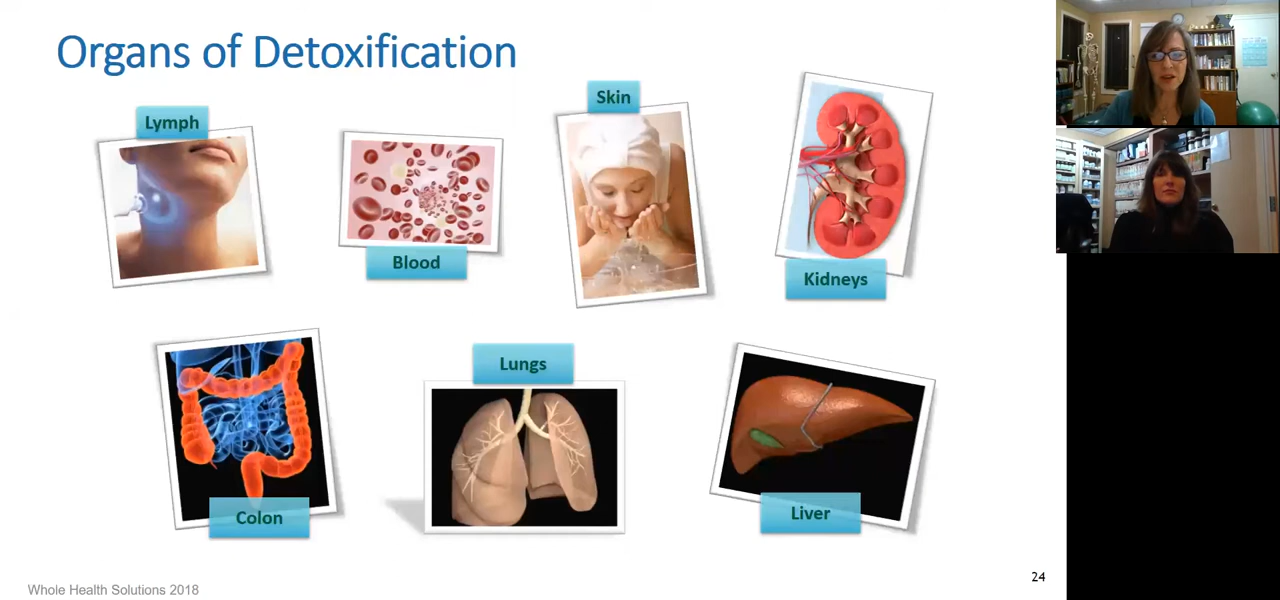 Organs of Detoxification
Lymph
Blood
Skin
Kidneys
Colon
Lungs
Liver
Whole Health Solutions 2018
24